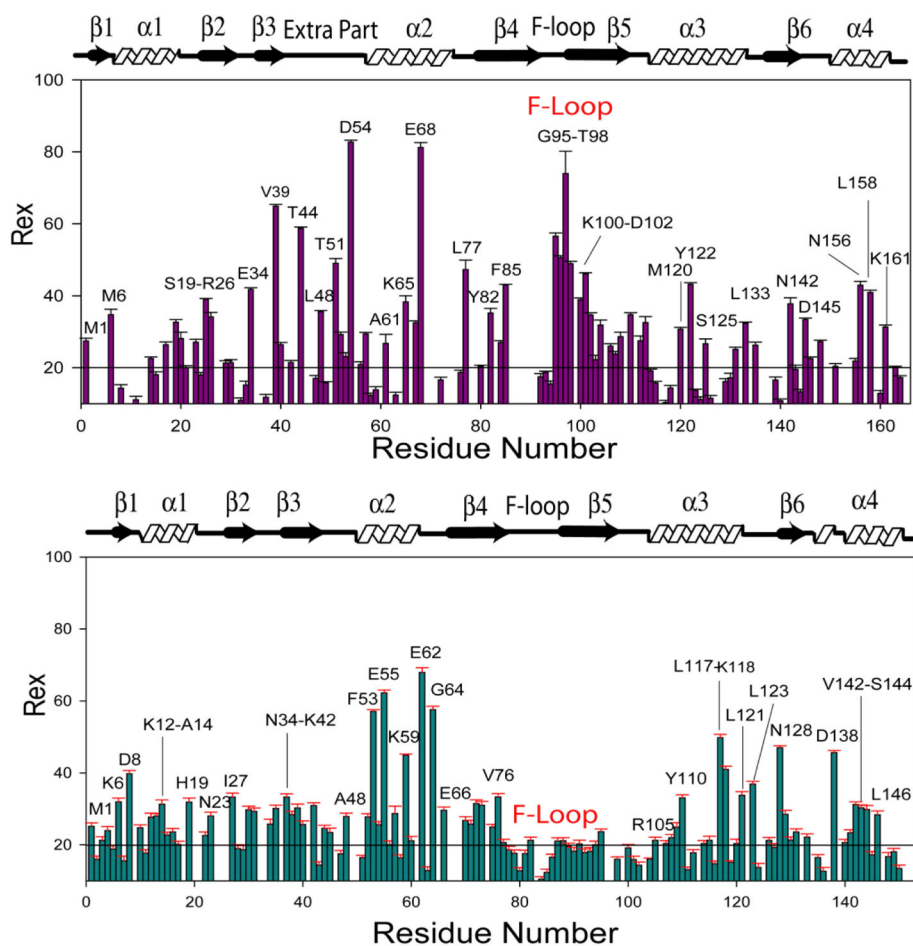 β1 α1 β2 β3 Extra Part α2 β4 F-loop β5 α3 β6 α4
100
80
60
40
20
Rex
F-Loop
M1
M6
S19-R26
E34
V39
T44
L48
T51
D54
A61
K65
E68
L77
Y82
F85
G95-T98
K100-D102
M120
Y122
S125
L133
N142
D145
N156
L158
K161
0 20 40 60 80 100 120 140 160
Residue Number
β1 α1 β2 β3 α2 β4 F-loop β5 α3 β6 α4
100
80
60
40
20
Rex
M1
K6
D8
K12-A14
H19
N23
I27
N34-K42
A48
F53
E55
K59
E62
G64
E66
V76
F-Loop
R105
Y110
L117-K118
L121
L123
N128
D138
V142-S144
L146
0 20 40 60 80 100 120 140
Residue Number